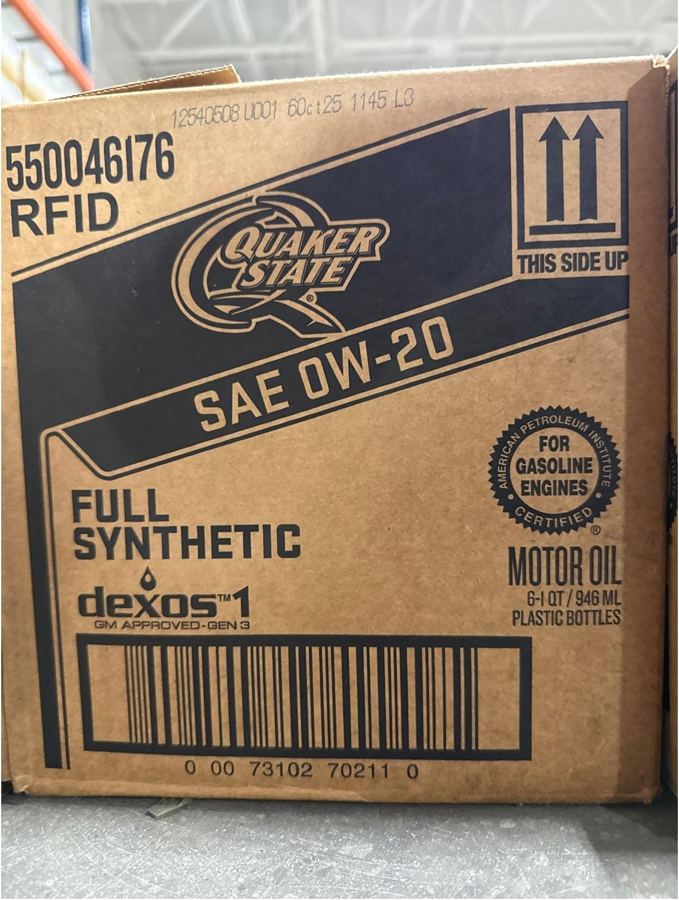 12540508 U001 60ct25 1145 L3
550046176
RFID
QUAKER
STATE®
THIS SIDE UP
SAE 0W-20
AMERICAN PETROLEUM INSTITUTE
FOR
GASOLINE
ENGINES
• CERTIFIED •
®
FULL
SYNTHETIC
dexos™1
GM APPROVED-GEN 3
MOTOR OIL
6-1 QT / 946 ML
PLASTIC BOTTLES
0 00 73102 70211 0